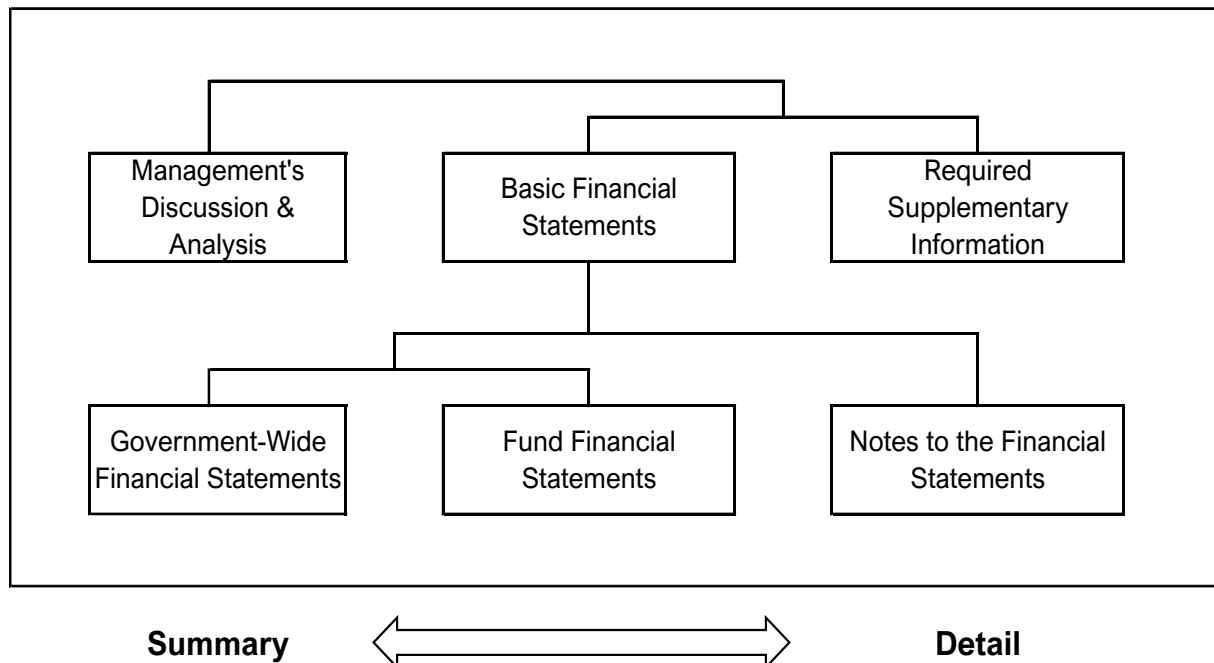 Management's
Discussion &
Analysis
Basic Financial
Statements
Required
Supplementary
Information
Government-Wide
Financial Statements
Fund Financial
Statements
Notes to the Financial
Statements
Summary
Detail